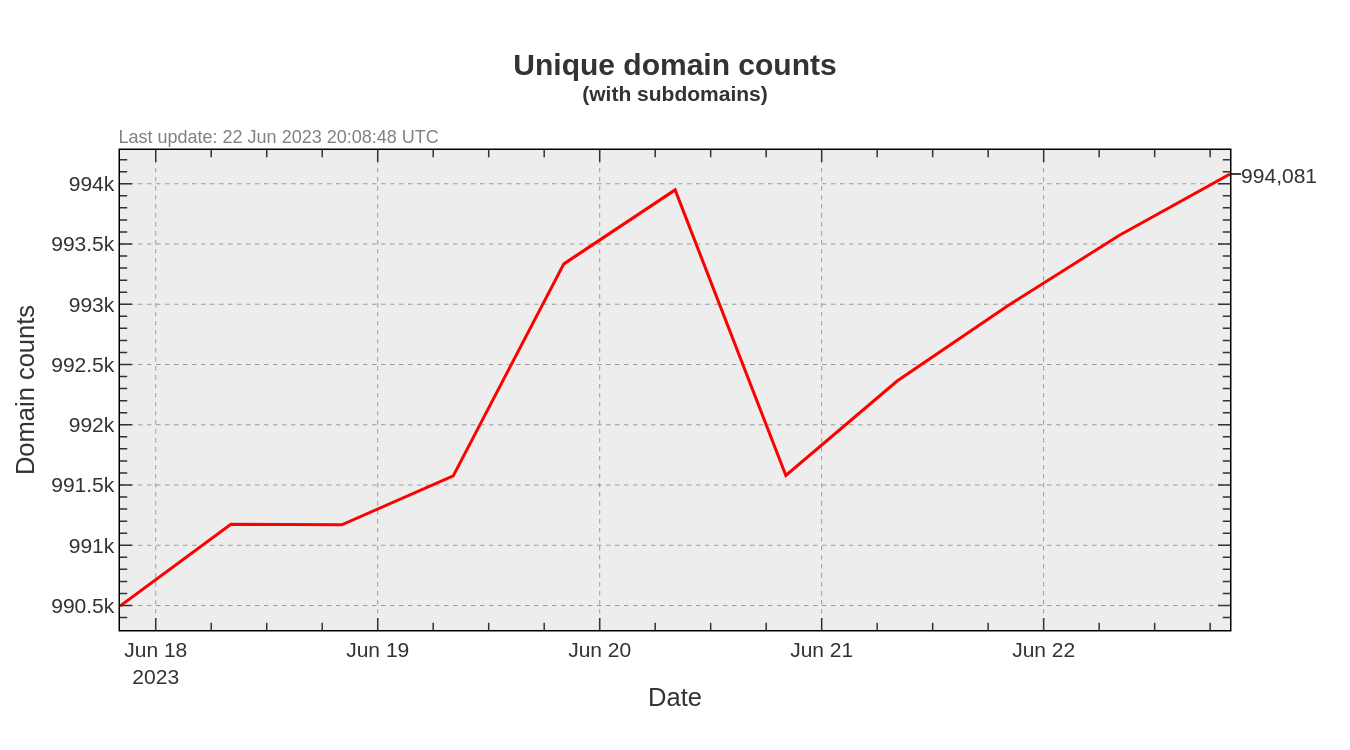 Unique domain counts
(with subdomains)
Last update: 22 Jun 2023 20:08:48 UTC
994k
994,081
993.5k
993k
992.5k
992k
991.5k
991k
990.5k
Domain counts
Jun 18
Jun 19
Jun 20
Jun 21
Jun 22
2023
Date